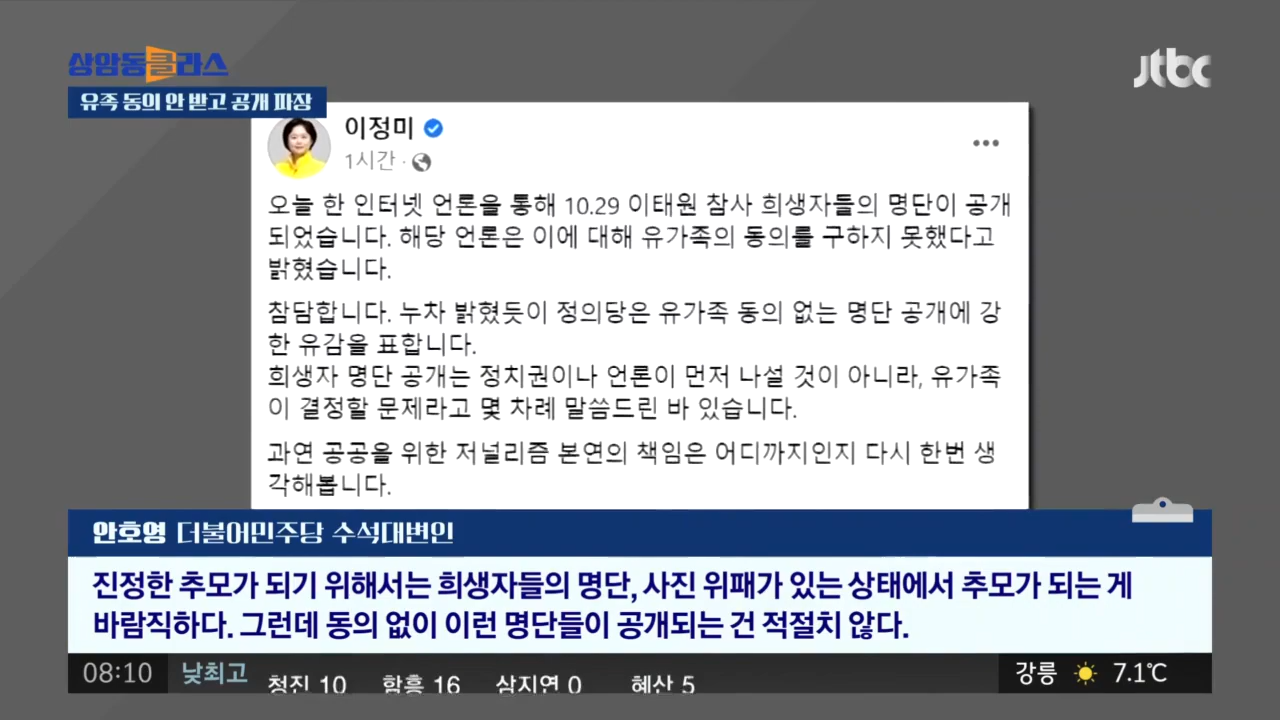 상암동클라스
jtbc
유족 동의 안 받고 공개 파장
이정미
1시간 ·
오늘 한 인터넷 언론을 통해 10.29 이태원 참사 희생자들의 명단이 공개
되었습니다. 해당 언론은 이에 대해 유가족의 동의를 구하지 못했다고
밝혔습니다.
참담합니다. 누차 밝혔듯이 정의당은 유가족 동의 없는 명단 공개에 강
한 유감을 표합니다.
희생자 명단 공개는 정치권이나 언론이 먼저 나설 것이 아니라, 유가족
이 결정할 문제라고 몇 차례 말씀드린 바 있습니다.
과연 공공을 위한 저널리즘 본연의 책임은 어디까지인지 다시 한번 생
각해봅니다.
안호영 더불어민주당 수석대변인
진정한 추모가 되기 위해서는 희생자들의 명단, 사진 위패가 있는 상태에서 추모가 되는 게
바람직하다. 그런데 동의 없이 이런 명단들이 공개되는 건 적절치 않다.
08:10 낮최고 청진 10 함흥 16 삼지연 0 혜산 5 강릉 7.1℃